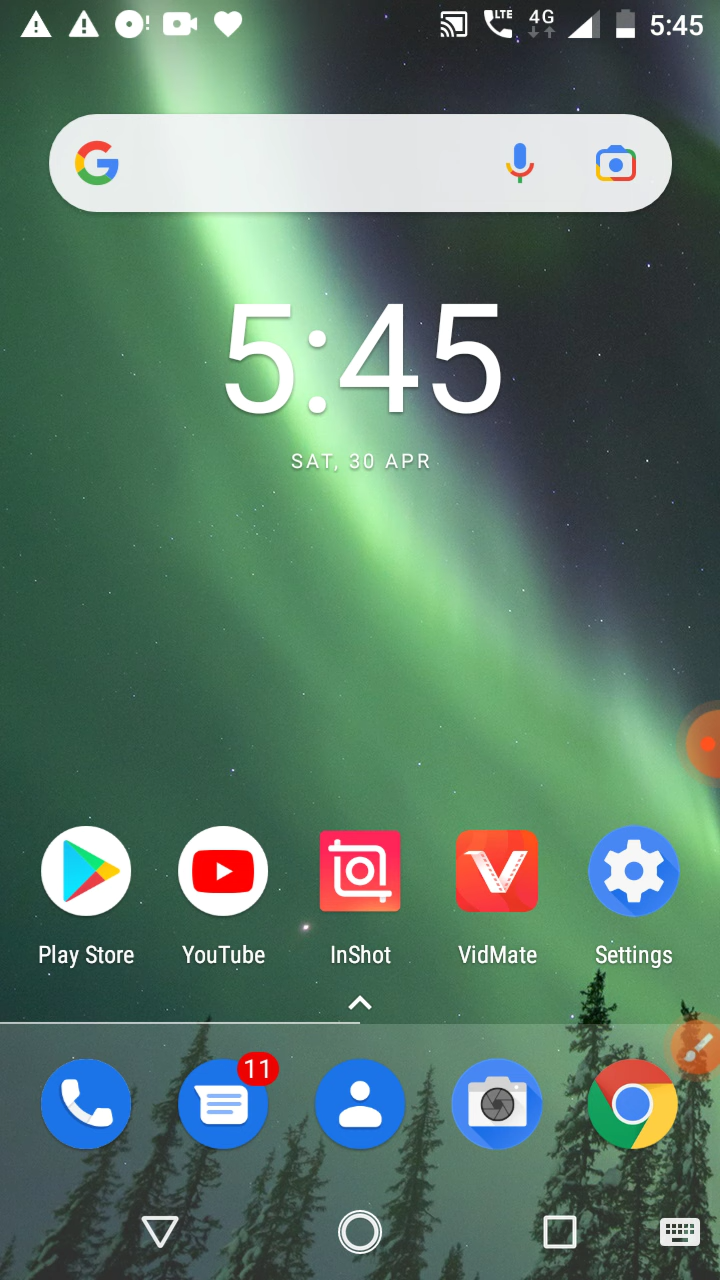 LTE 4G 5:45
5:45
SAT, 30 APR
Play Store YouTube InShot VidMate Settings
11